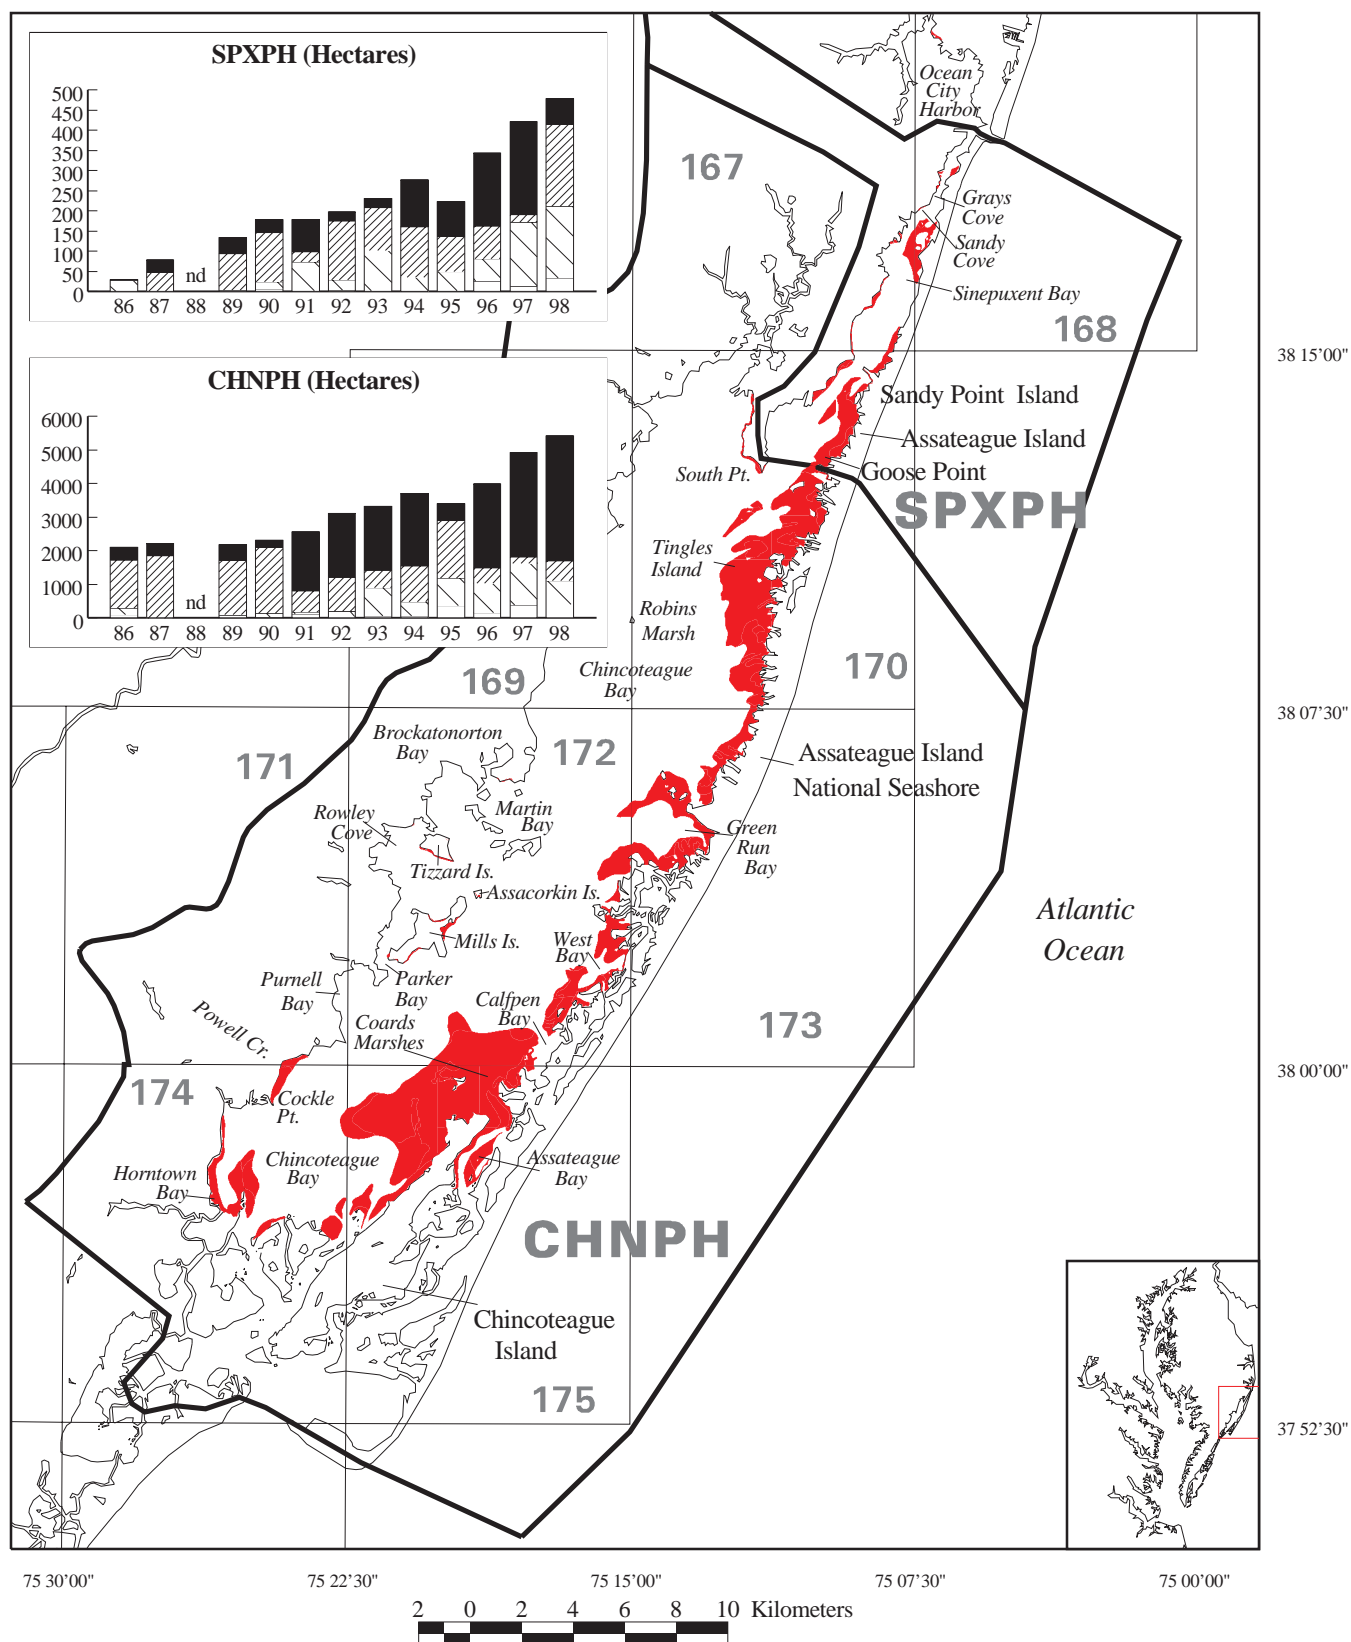 SPXPH (Hectares)
500
450
400
350
300
250
200
150
100
50
0
nd
86 87 88 89 90 91 92 93 94 95 96 97 98
CHNPH (Hectares)
6000
5000
4000
3000
2000
1000
0
nd
86 87 88 89 90 91 92 93 94 95 96 97 98
Ocean
City
Harbor
167
Grays
Cove
Sandy
Cove
Sinepuxent Bay
168
38 15'00"
Sandy Point Island
Assateague Island
Goose Point
South Pt.
SPXPH
Tingles
Island
Robins
Marsh
Chincoteague
Bay
169
170
38 07'30"
Brockatonorton
Bay
171
172
Assateague Island
National Seashore
Rowley
Cove
Martin
Bay
Green
Run
Bay
Tizzard Is.
Assacorkin Is.
Atlantic
Ocean
Mills Is.
West
Bay
Purnell
Bay
Parker
Bay
Calfpen
Bay
Powell Cr.
Coards
Marshes
173
38 00'00"
174
Cockle
Pt.
Horntown
Bay
Chincoteague
Bay
Assateague
Bay
CHNPH
Chincoteague
Island
175
37 52'30"
75 30'00" 75 22'30" 75 15'00" 75 07'30" 75 00'00"
2 0 2 4 6 8 10 Kilometers